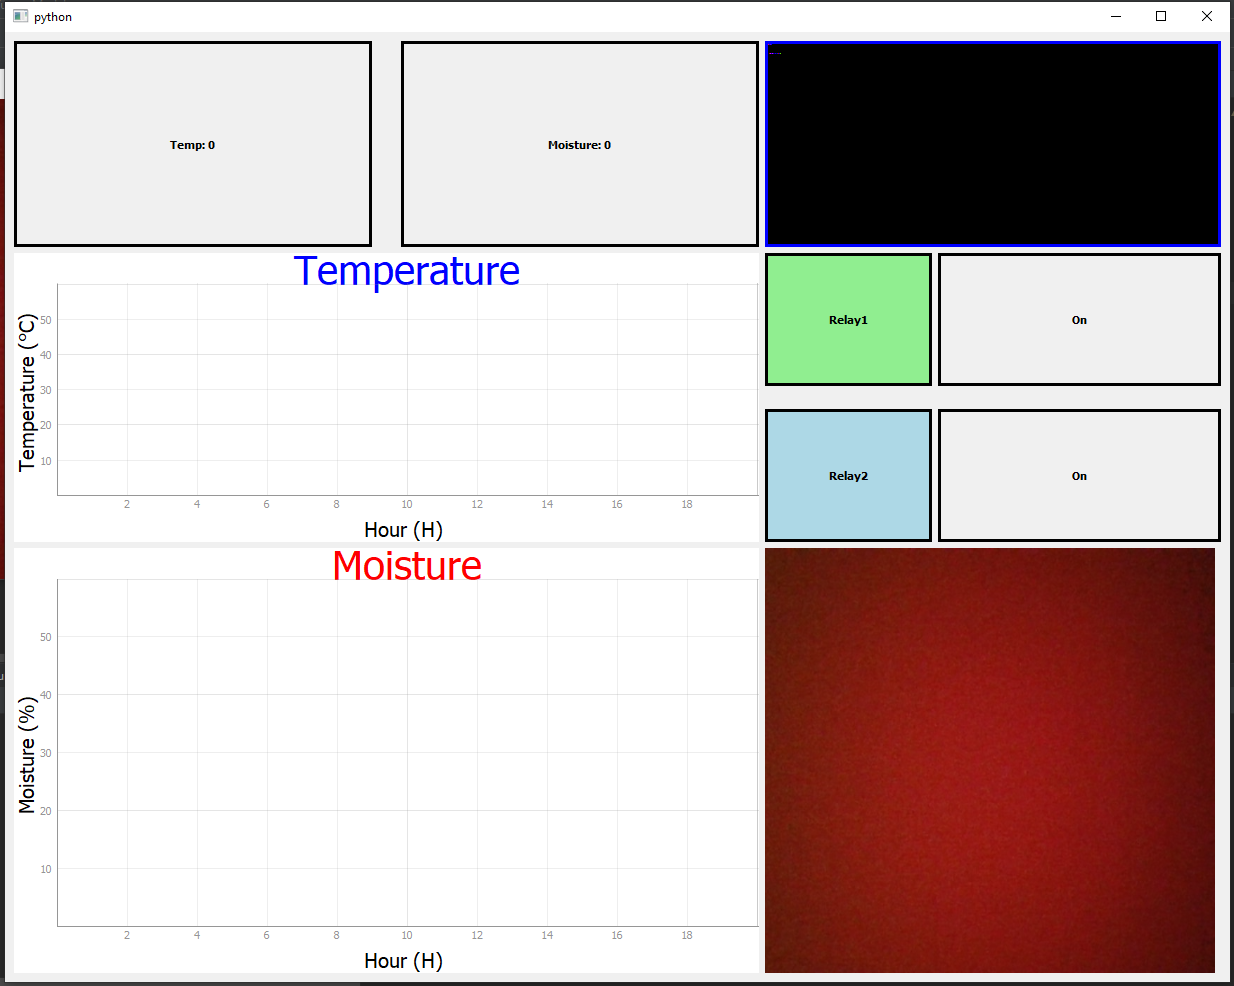 python
Temp: 0
Moisture: 0
Temperature
Temperature (°C)
50
40
30
20
10
2 4 6 8 10 12 14 16 18
Hour (H)
Relay1
On
Relay2
On
Moisture
Moisture (%)
50
40
30
20
10
2 4 6 8 10 12 14 16 18
Hour (H)